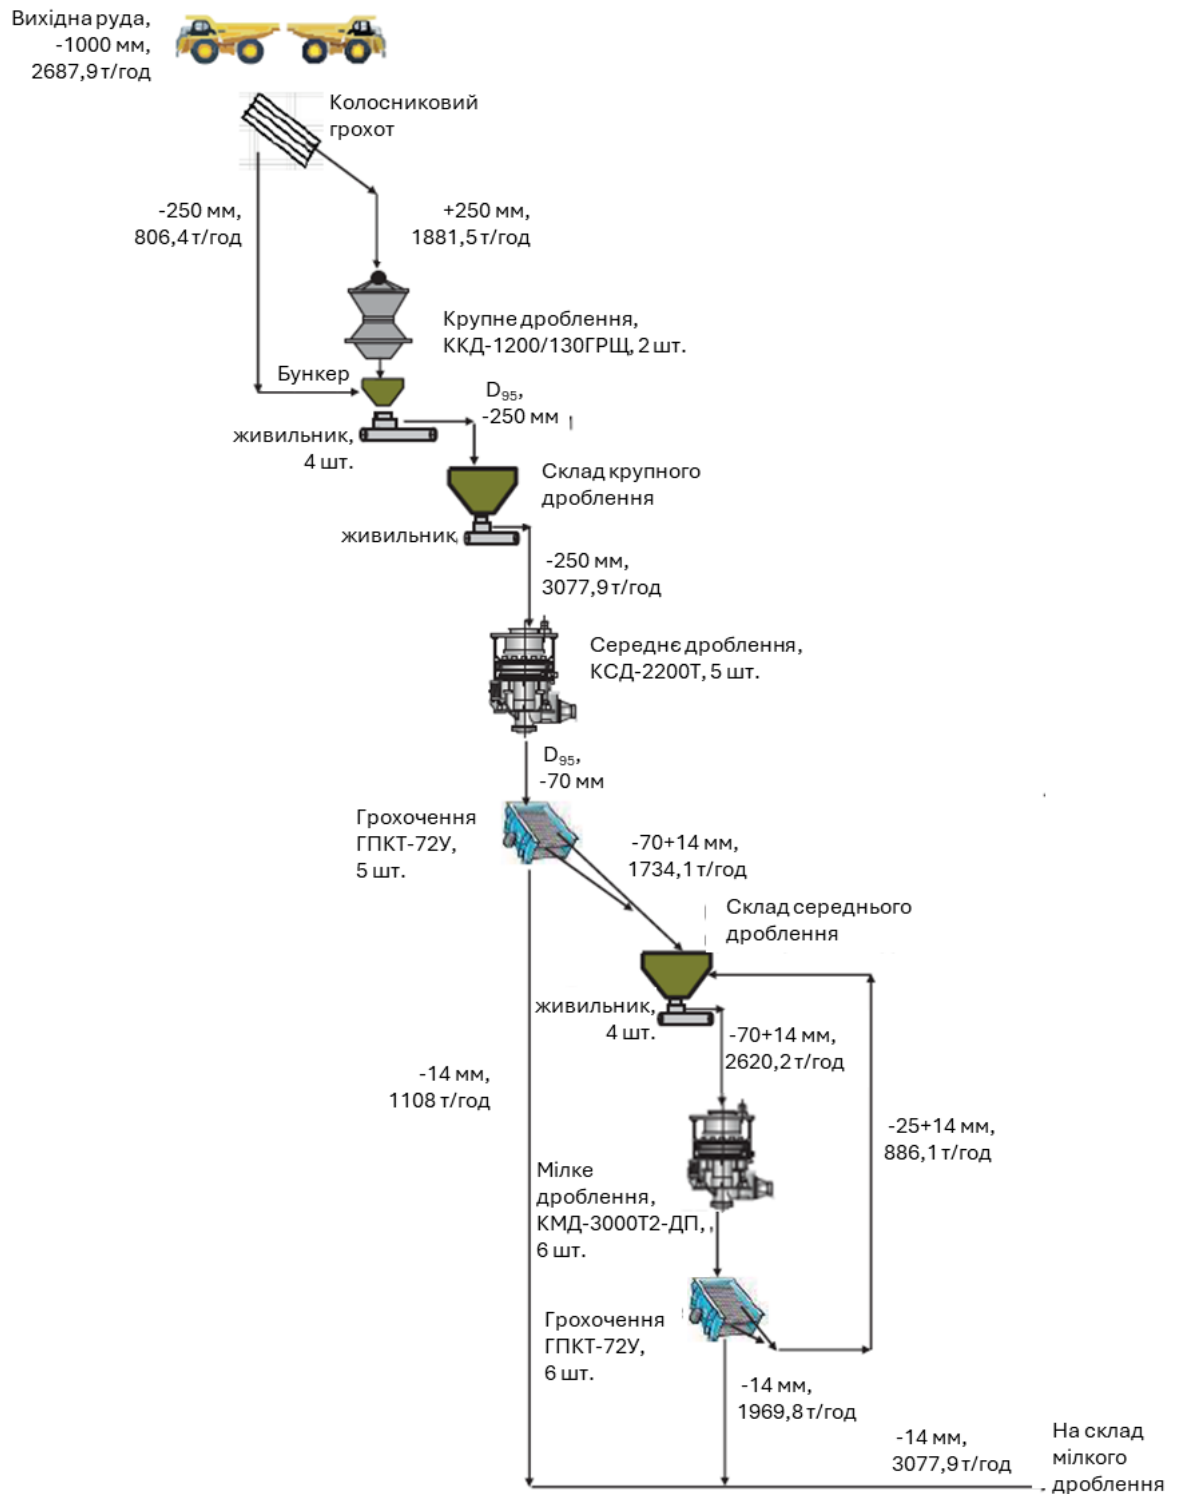 Вихідна руда,
-1000 мм,
2687,9 т/год
Колосниковий
грохот
-250 мм,
806,4 т/год
+250 мм,
1881,5 т/год
Крупне дроблення,
ККД-1200/130ГРЩ, 2 шт.
Бункер
D95,
-250 мм
живильник,
4 шт.
Склад крупного
дроблення
живильник,
-250 мм,
3077,9 т/год
Середнє дроблення,
КСД-2200Т, 5 шт.
D95,
-70 мм
Грохочення
ГПКТ-72У,
5 шт.
-70+14 мм,
1734,1 т/год
Склад середнього
дроблення
живильник,
4 шт.
-70+14 мм,
2620,2 т/год
-14 мм,
1108 т/год
-25+14 мм,
886,1 т/год
Мілке
дроблення,
КМД-3000Т2-ДП, ,
6 шт.
Грохочення
ГПКТ-72У,
6 шт.
-14 мм,
1969,8 т/год
-14 мм,
3077,9 т/год
На склад
мілкого
дроблення